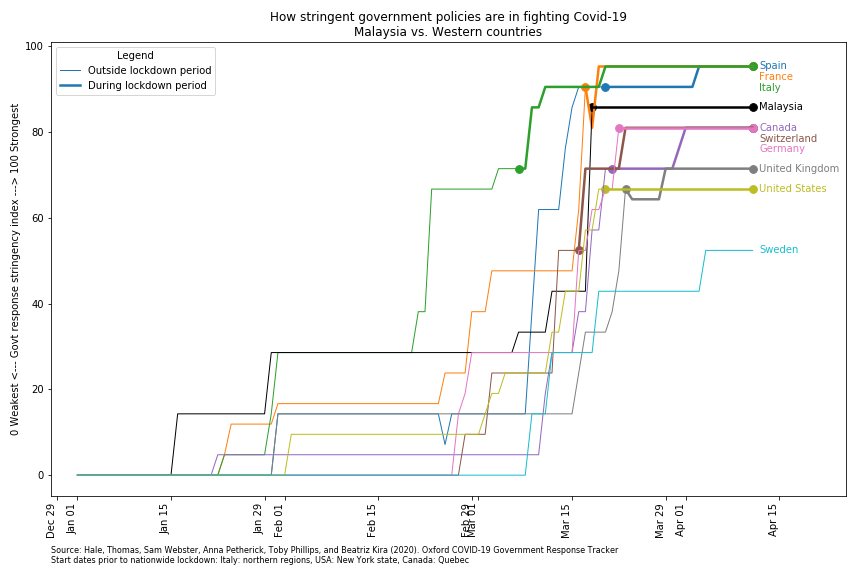 How stringent government policies are in fighting Covid-19
Malaysia vs. Western countries
0 Weakest <--- Govt response stringency index ---> 100 Strongest
100
80
60
40
20
0
Legend
Outside lockdown period
During lockdown period
Spain
France
Italy
Malaysia
Canada
Switzerland
Germany
United Kingdom
United States
Sweden
Dec 29
Jan 01
Jan 15
Jan 29
Feb 01
Feb 15
Feb 29
Mar 01
Mar 15
Mar 29
Apr 01
Apr 15
Source: Hale, Thomas, Sam Webster, Anna Petherick, Toby Phillips, and Beatriz Kira (2020). Oxford COVID-19 Government Response Tracker
Start dates prior to nationwide lockdown: Italy: northern regions, USA: New York state, Canada: Quebec